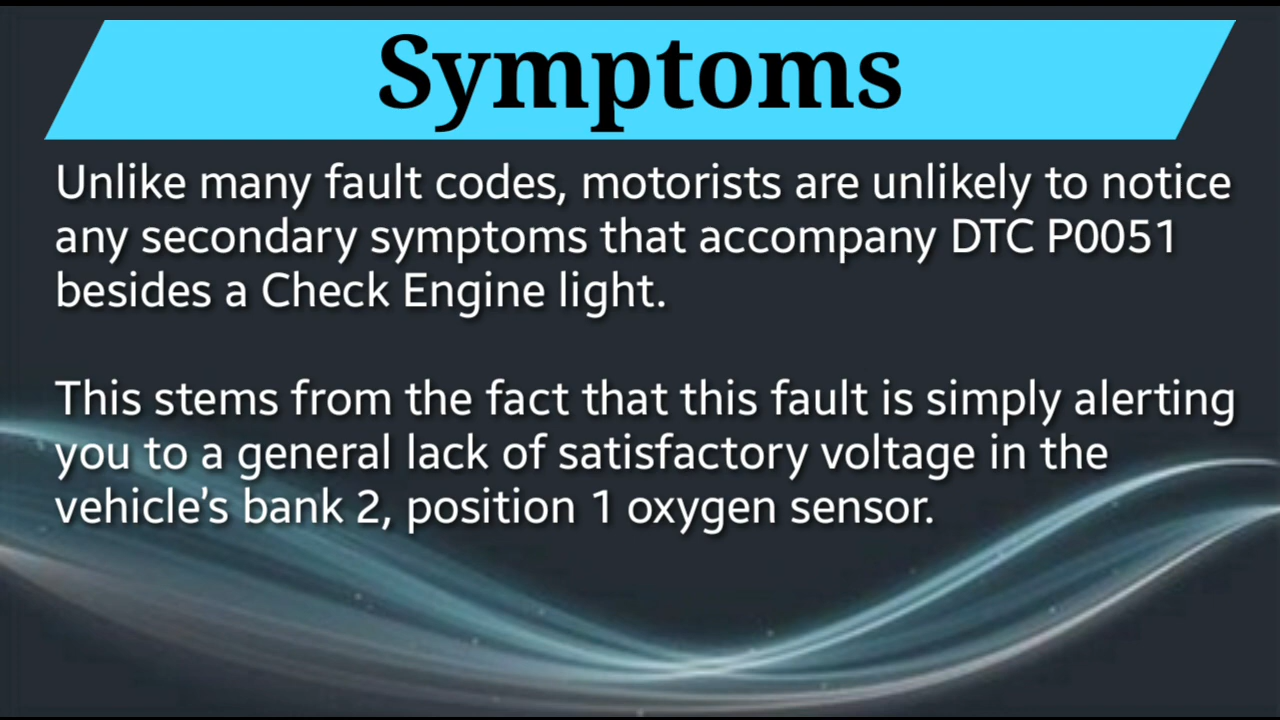 Symptoms
Unlike many fault codes, motorists are unlikely to notice
any secondary symptoms that accompany DTC P0051
besides a Check Engine light.
This stems from the fact that this fault is simply alerting
you to a general lack of satisfactory voltage in the
vehicle’s bank 2, position 1 oxygen sensor.